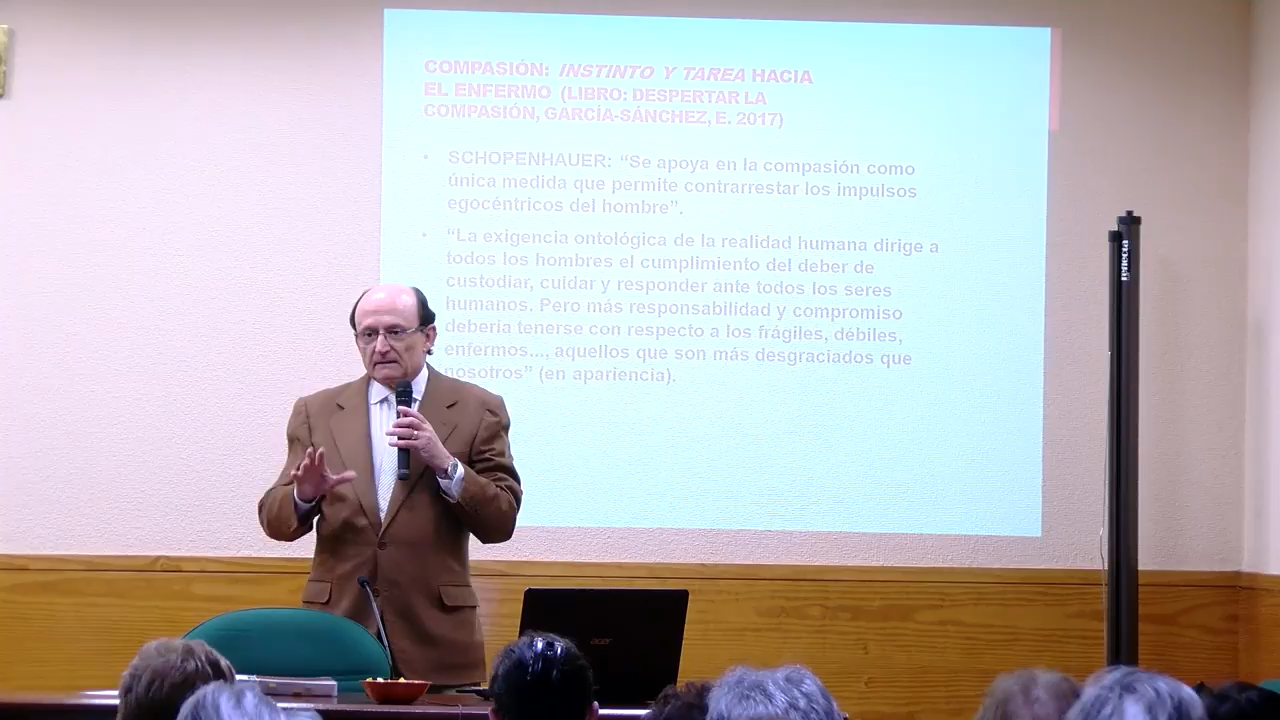 COMPASIÓN: INSTINTO Y TAREA HACIA
EL ENFERMO (LIBRO: DESPERTAR LA
COMPASIÓN, GARCÍA-SÁNCHEZ, E. 2017)
• SCHOPENHAUER: “Se apoya en la compasión como
única medida que permite contrarrestar los impulsos
egocéntricos del hombre”.
• “La exigencia ontológica de la realidad humana dirige a
todos los hombres el cumplimiento del deber de
custodiar, cuidar y responder ante todos los seres
humanos. Pero más responsabilidad y compromiso
debería tenerse con respecto a los frágiles, débiles,
enfermos..., aquellos que son más desgraciados que
nosotros” (en apariencia).
reflecta
acer